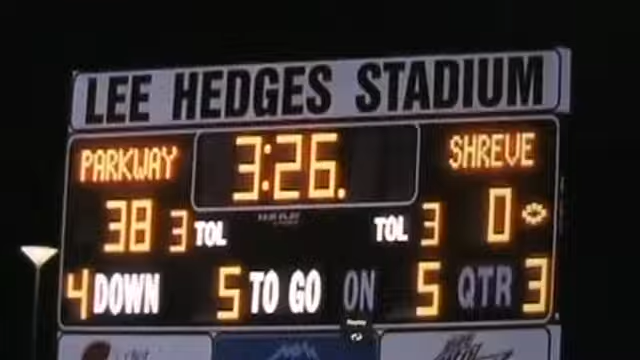 LEE HEDGES STADIUM
PARKWAY 3:26. SHREVE
38 3 TOL TOL 3 0
4 DOWN 5 TO GO ON 5 QTR 3